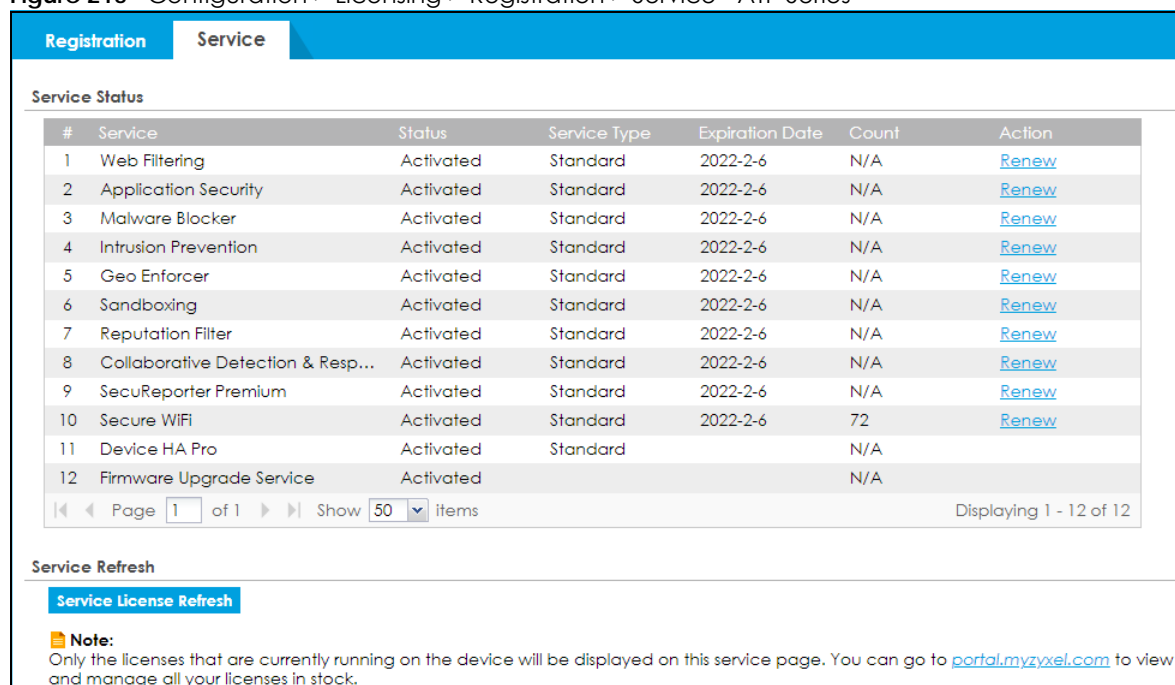 Registration Service
Service Status
# Service Status Service Type Expiration Date Count Action
1 Web Filtering Activated Standard 2022-2-6 N/A Renew
2 Application Security Activated Standard 2022-2-6 N/A Renew
3 Malware Blocker Activated Standard 2022-2-6 N/A Renew
4 Intrusion Prevention Activated Standard 2022-2-6 N/A Renew
5 Geo Enforcer Activated Standard 2022-2-6 N/A Renew
6 Sandboxing Activated Standard 2022-2-6 N/A Renew
7 Reputation Filter Activated Standard 2022-2-6 N/A Renew
8 Collaborative Detection & Resp... Activated Standard 2022-2-6 N/A Renew
9 SecuReporter Premium Activated Standard 2022-2-6 N/A Renew
10 Secure WiFi Activated Standard 2022-2-6 72 Renew
11 Device HA Pro Activated Standard N/A
12 Firmware Upgrade Service Activated N/A
Page 1 of 1 Show 50 items Displaying 1 - 12 of 12
Service Refresh
Service License Refresh
Note:
Only the licenses that are currently running on the device will be displayed on this service page. You can go to portal.myzyxel.com to view
and manage all your licenses in stock.